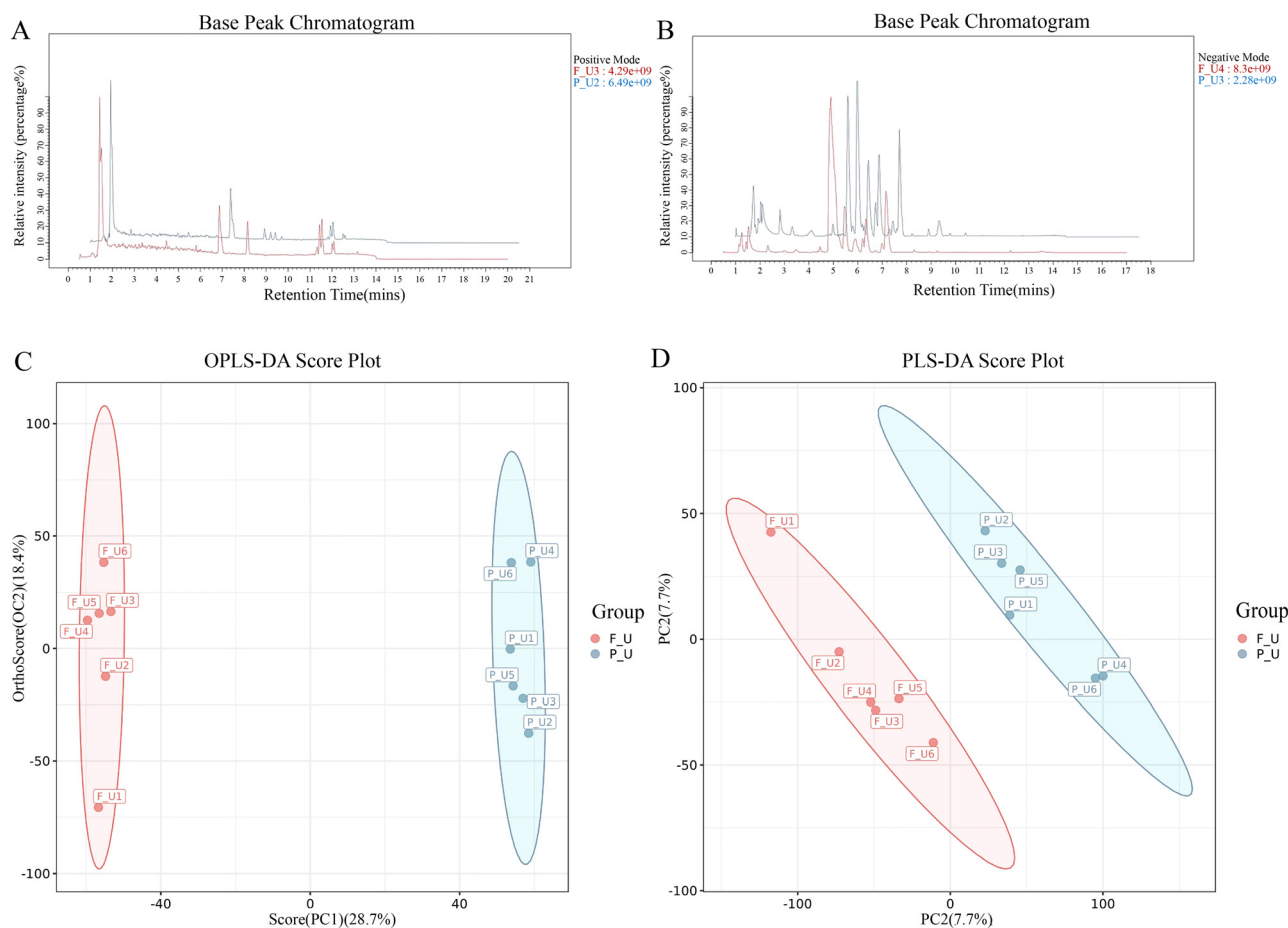 A
Base Peak Chromatogram
Positive Mode
F_U3 : 4.29e+09
P_U2 : 6.49e+09
Relative intensity (percentage%)
90
80
70
60
50
40
30
20
10
0
0 1 2 3 4 5 6 7 8 9 10 11 12 13 14 15 16 17 18 19 20 21
Retention Time(mins)
B
Base Peak Chromatogram
Negative Mode
F_U4 : 8.3e+09
P_U3 : 2.28e+09
Relative intensity (percentage%)
90
80
70
60
50
40
30
20
10
0
0 1 2 3 4 5 6 7 8 9 10 11 12 13 14 15 16 17 18
Retention Time(mins)
C
OPLS-DA Score Plot
OrthoScore(OC2)(18.4%)
100
50
0
-50
-100
F_U6
F_U5
F_U3
F_U4
F_U2
F_U1
P_U4
P_U6
P_U1
P_U5
P_U3
P_U2
-40 0 40
Score(PC1)(28.7%)
Group
F_U
P_U
D
PLS-DA Score Plot
PC2(7.7%)
100
50
0
-50
-100
F_U1
F_U2
F_U4
F_U5
F_U3
F_U6
P_U2
P_U3
P_U5
P_U1
P_U4
P_U6
-100 0 100
PC2(7.7%)
Group
F_U
P_U